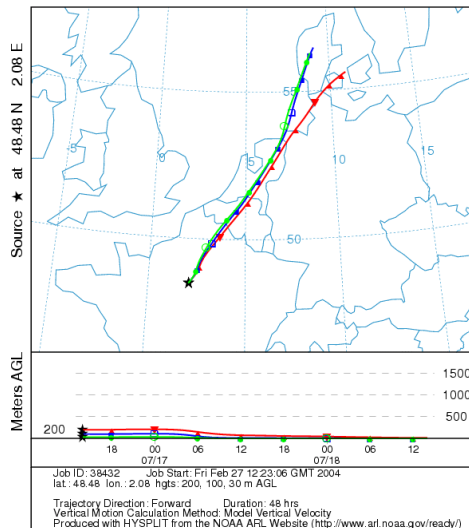 Source ★ at 48.48 N 2.08 E
55
-5
0
5
10
15
50
Meters AGL
1500
1000
500
200
18 00 06 12 18 00 06 12
07/17 07/18
Job ID: 38432 Job Start: Fri Feb 27 12:23:06 GMT 2004
lat.: 48.48 lon.: 2.08 hgts: 200, 100, 30 m AGL
Trajectory Direction: Forward Duration: 48 hrs
Vertical Motion Calculation Method: Model Vertical Velocity
Produced with HYSPLIT from the NOAA ARL Website (http://www.arl.noaa.gov/ready/)